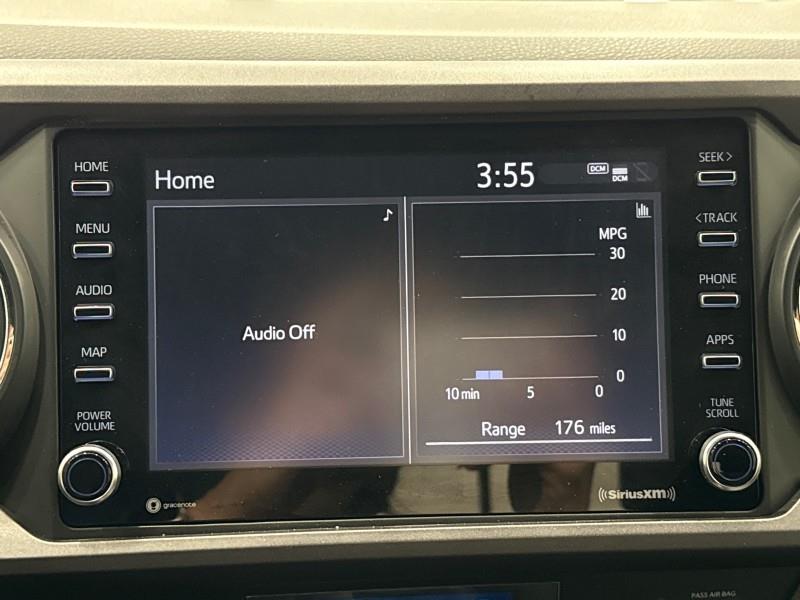 HOME
MENU
AUDIO
MAP
POWER
VOLUME
Home
3:55
DCM
DCM
Audio Off
MPG
30
20
10
0
10 min 5 0
Range 176 miles
SEEK>
<TRACK
PHONE
APPS
TUNE
SCROLL
gracenote
((SiriusXM))
PASS AIR BAG